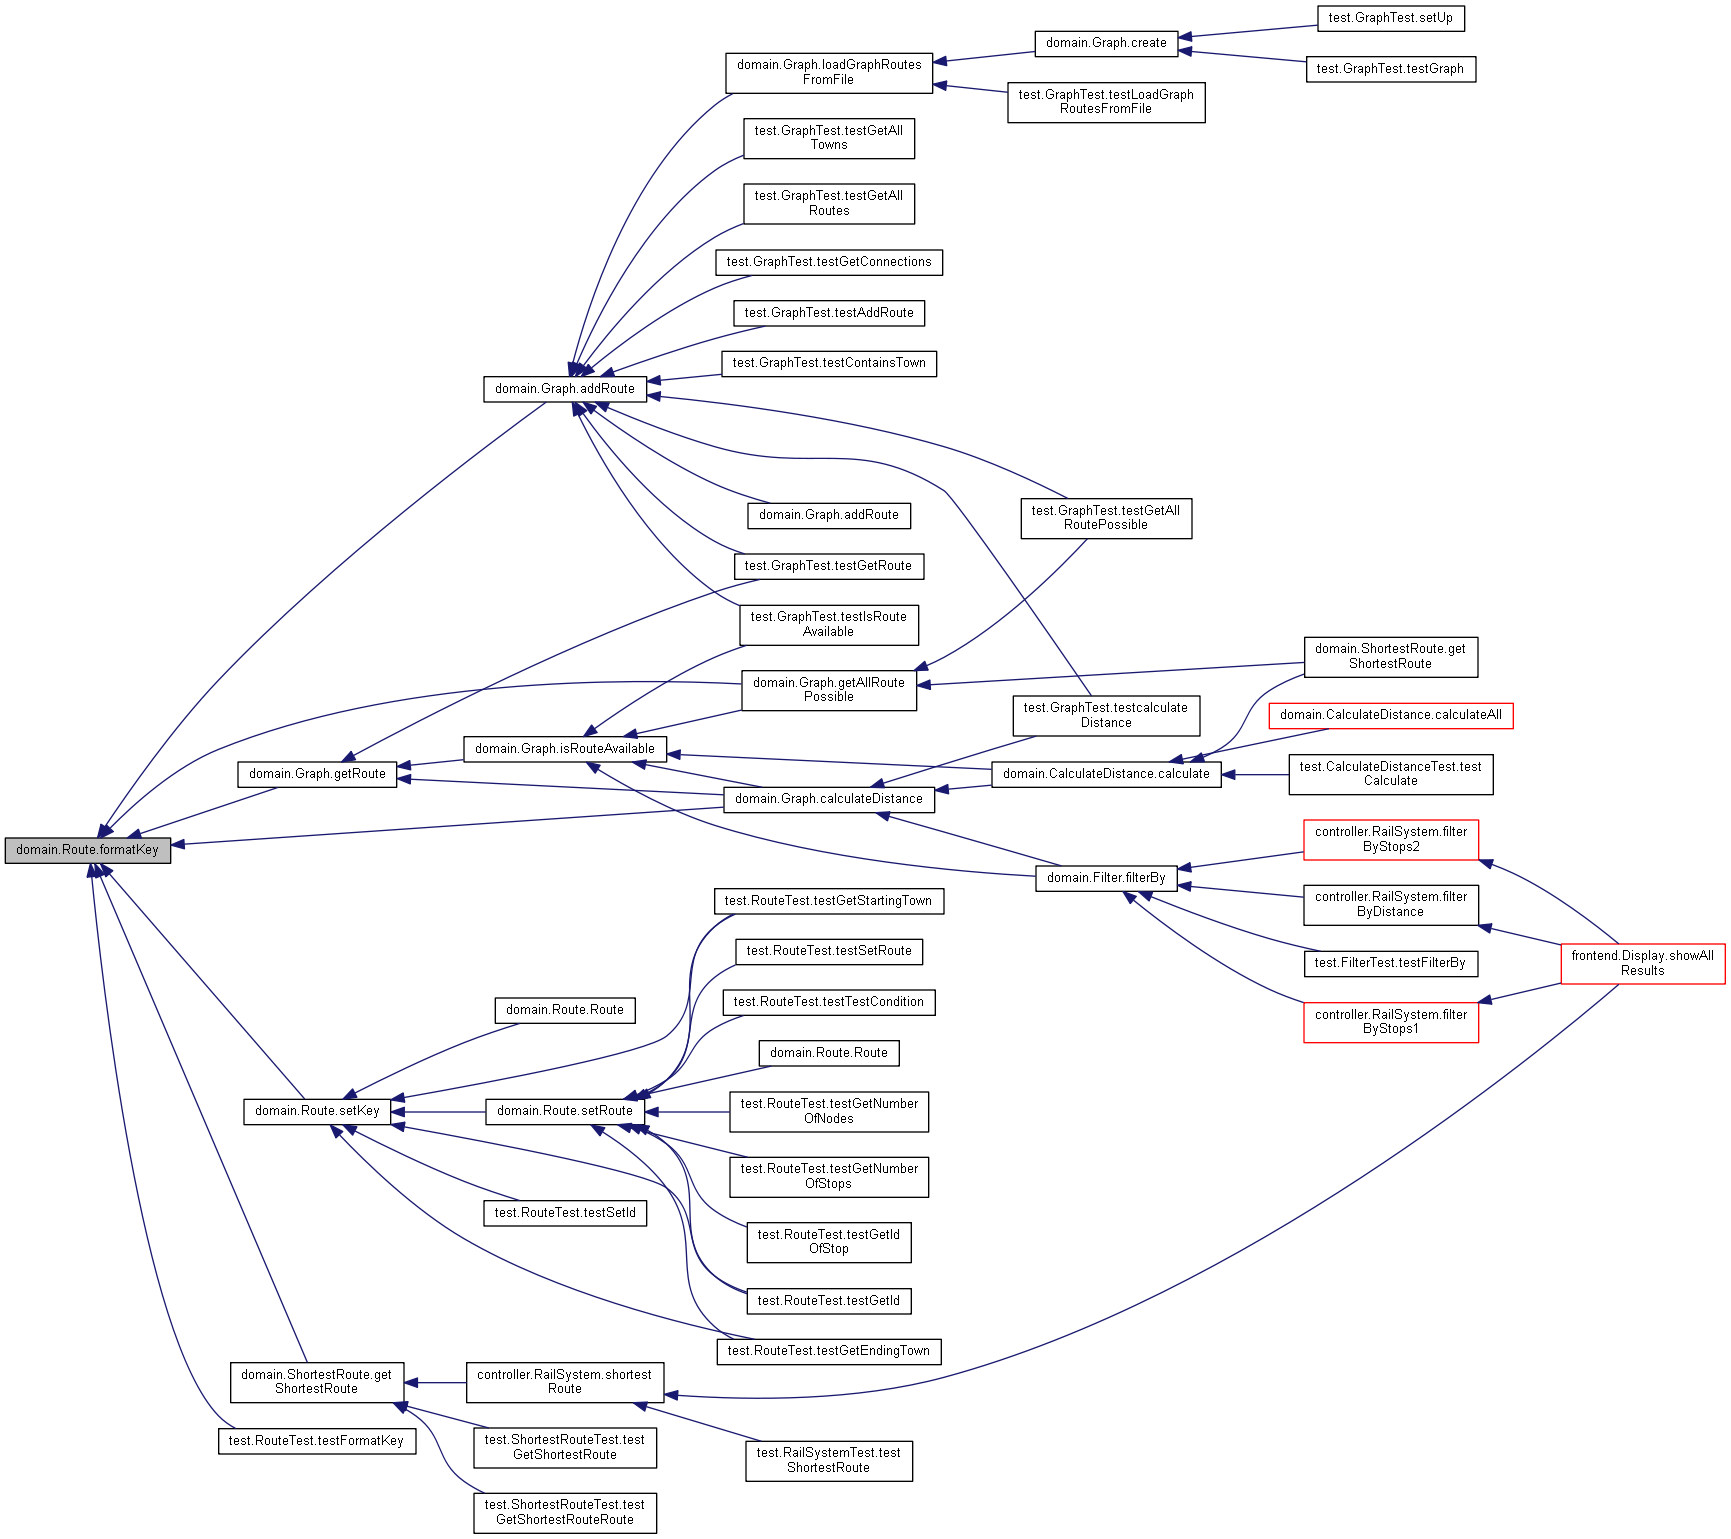 test.GraphTest.setUp
domain.Graph.create
domain.Graph.loadGraphRoutes
FromFile
test.GraphTest.testGraph
test.GraphTest.testLoadGraph
RoutesFromFile
test.GraphTest.testGetAll
Towns
test.GraphTest.testGetAll
Routes
test.GraphTest.testGetConnections
test.GraphTest.testAddRoute
test.GraphTest.testContainsTown
domain.Graph.addRoute
domain.Graph.addRoute
test.GraphTest.testGetAll
RoutePossible
test.GraphTest.testGetRoute
test.GraphTest.testIsRoute
Available
domain.ShortestRoute.get
ShortestRoute
domain.Graph.getAllRoute
Possible
test.GraphTest.testcalculate
Distance
domain.CalculateDistance.calculateAll
domain.Graph.isRouteAvailable
domain.Graph.getRoute
domain.CalculateDistance.calculate
test.CalculateDistanceTest.test
Calculate
domain.Graph.calculateDistance
domain.Route.formatKey
controller.RailSystem.filter
ByStops2
domain.Filter.filterBy
controller.RailSystem.filter
ByDistance
test.RouteTest.testGetStartingTown
test.RouteTest.testSetRoute
test.FilterTest.testFilterBy
frontend.Display.showAll
Results
test.RouteTest.testTestCondition
domain.Route.Route
controller.RailSystem.filter
ByStops1
domain.Route.Route
domain.Route.setKey
domain.Route.setRoute
test.RouteTest.testGetNumber
OfNodes
test.RouteTest.testGetNumber
OfStops
test.RouteTest.testSetId
test.RouteTest.testGetId
OfStop
test.RouteTest.testGetId
test.RouteTest.testGetEndingTown
domain.ShortestRoute.get
ShortestRoute
controller.RailSystem.shortest
Route
test.RouteTest.testFormatKey
test.ShortestRouteTest.test
GetShortestRoute
test.RailSystemTest.test
ShortestRoute
test.ShortestRouteTest.test
GetShortestRouteRoute